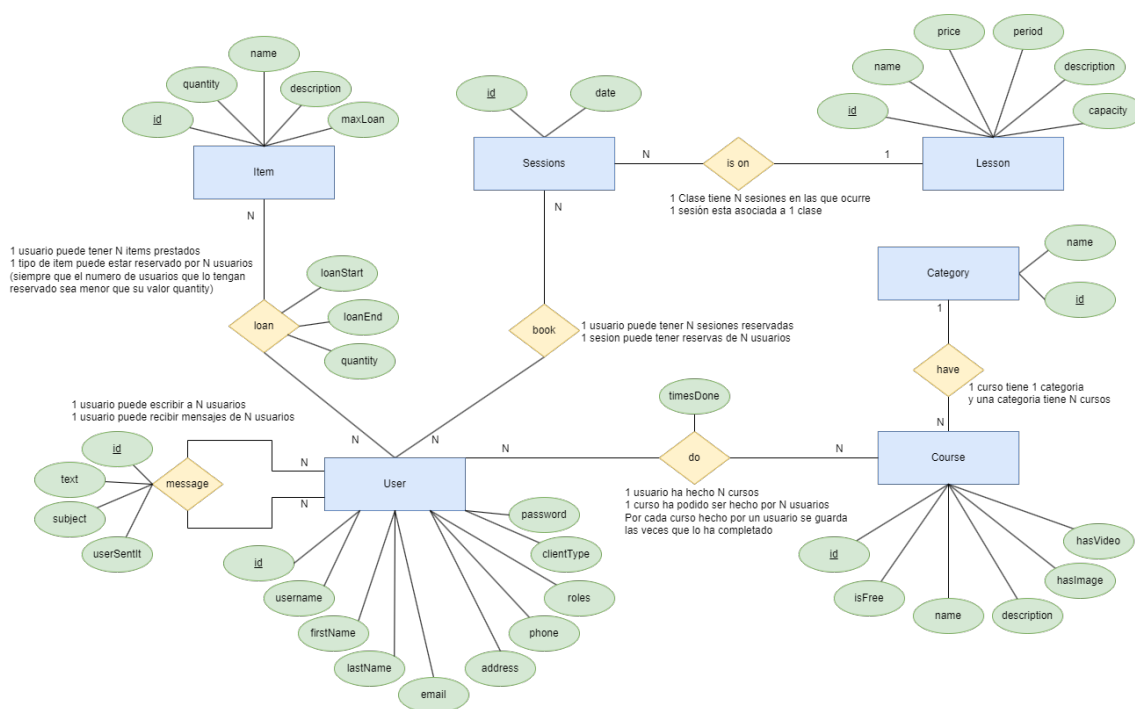 name
quantity
description
id
maxLoan
Item
N
id
date
Sessions
N
N
is on
1
1 Clase tiene N sesiones en las que ocurre
1 sesión esta asociada a 1 clase
price
period
name
description
id
capacity
Lesson
1 usuario puede tener N items prestados
1 tipo de item puede estar reservado por N usuarios
(siempre que el numero de usuarios que lo tengan
reservado sea menor que su valor quantity)
loanStart
loan
loanEnd
quantity
N
book
1 usuario puede tener N sesiones reservadas
1 sesion puede tener reservas de N usuarios
N
name
Category
id
1
have
1 curso tiene 1 categoria
y una categoria tiene N cursos
N
1 usuario puede escribir a N usuarios
1 usuario puede recibir mensajes de N usuarios
id
text
message
subject
userSentIt
N
N
User
N
timesDone
do
N
1 usuario ha hecho N cursos
1 curso ha podido ser hecho por N usuarios
Por cada curso hecho por un usuario se guarda
las veces que lo ha completado
Course
password
clientType
id
roles
username
phone
firstName
address
lastName
email
hasVideo
id
hasImage
isFree
name
description